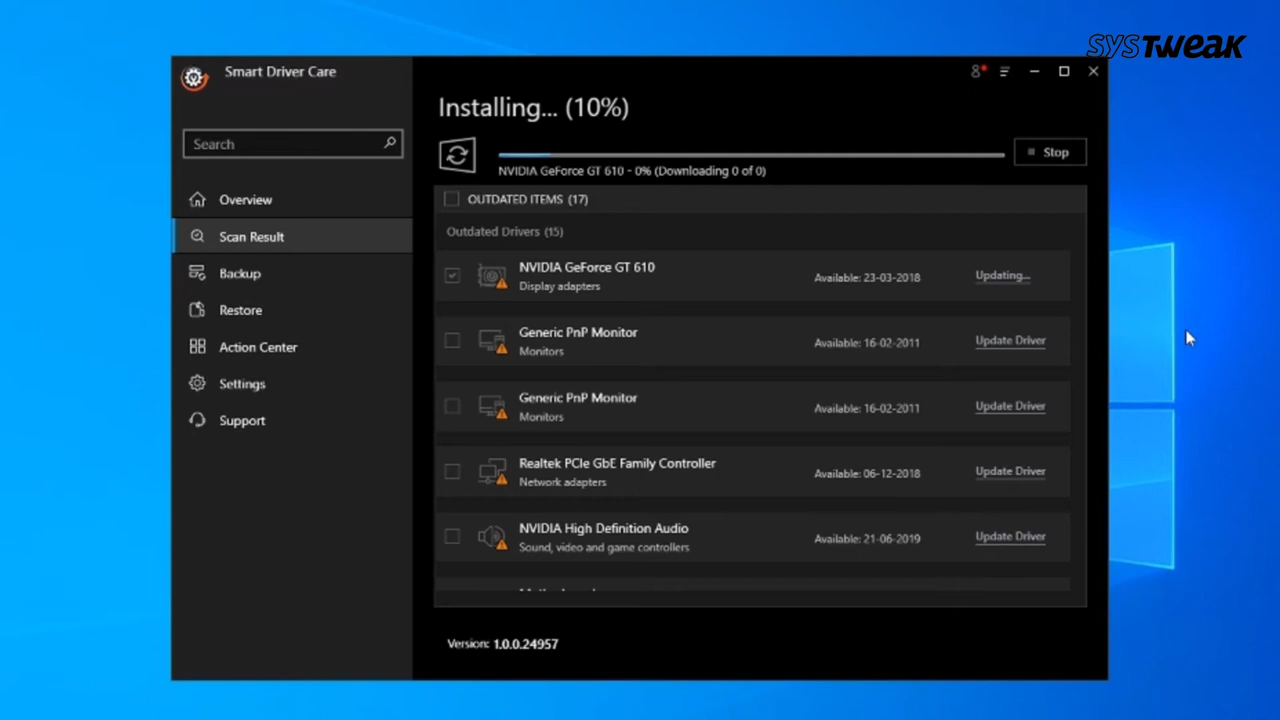 SYSTWEAK
Smart Driver Care
Search
Overview
Scan Result
Backup
Restore
Action Center
Settings
Support
Installing... (10%)
Stop
NVIDIA GeForce GT 610 - 0% (Downloading 0 of 0)
OUTDATED ITEMS (17)
Outdated Drivers (15)
NVIDIA GeForce GT 610
Display adapters
Available: 23-03-2018
Updating...
Generic PnP Monitor
Monitors
Available: 16-02-2011
Update Driver
Generic PnP Monitor
Monitors
Available: 16-02-2011
Update Driver
Realtek PCIe GbE Family Controller
Network adapters
Available: 06-12-2018
Update Driver
NVIDIA High Definition Audio
Sound, video and game controllers
Available: 21-06-2019
Update Driver
Version: 1.0.0.24957